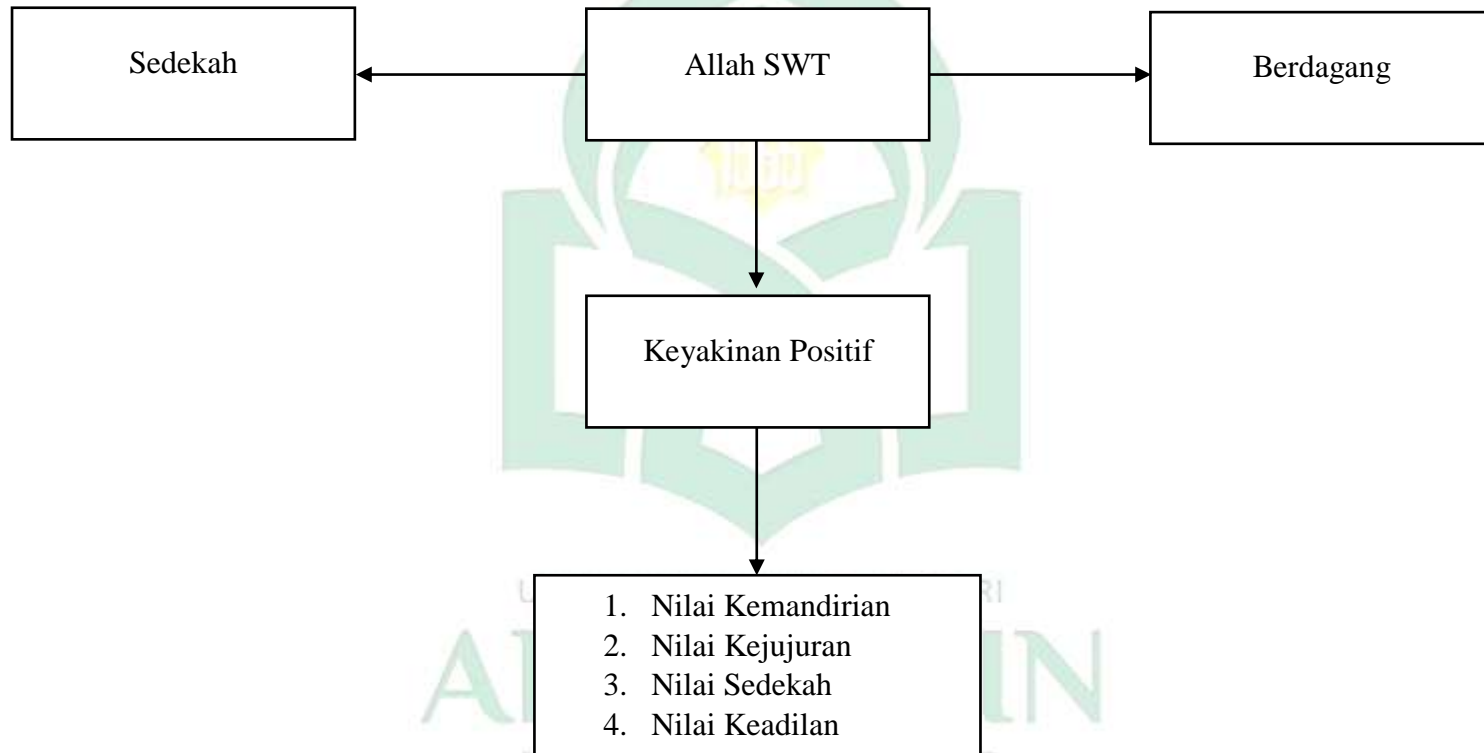 Sedekah
Allah SWT
Berdagang
Keyakinan Positif
1. Nilai Kemandirian
2. Nilai Kejujuran
3. Nilai Sedekah
4. Nilai Keadilan